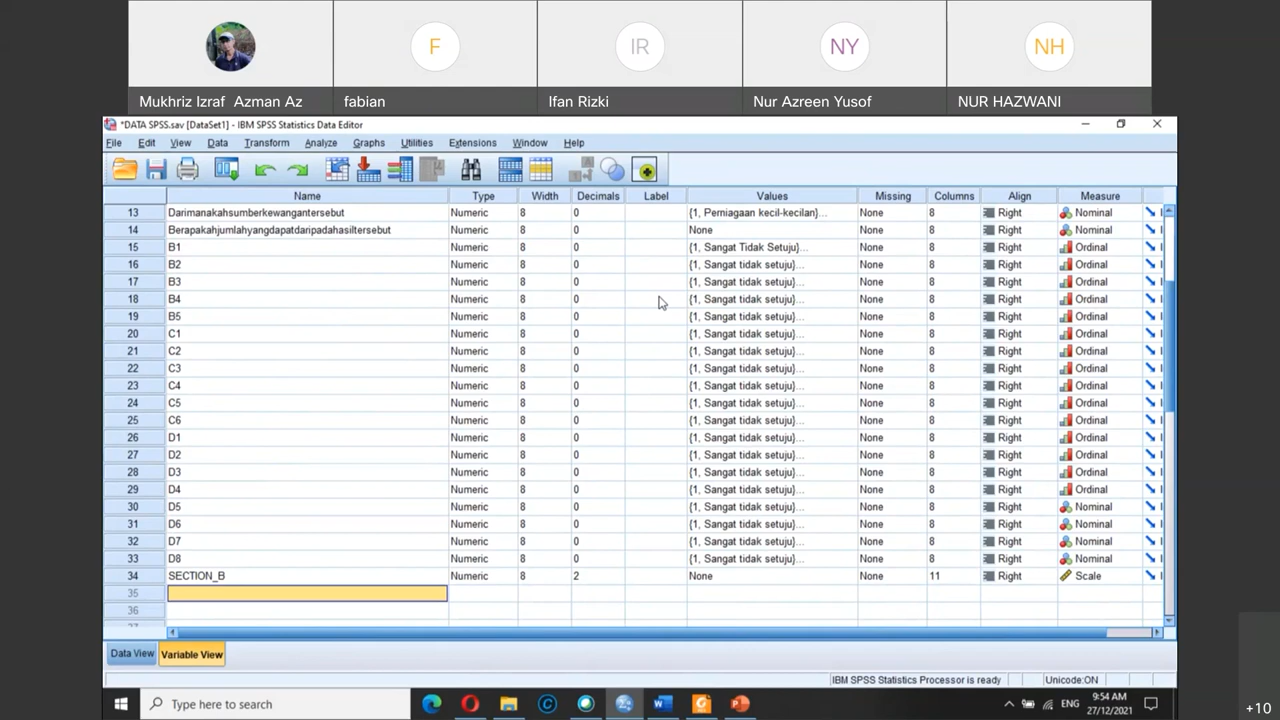 F
IR
NY
NH
Mukhriz Izraf Azman Az
fabian
Ifan Rizki
Nur Azreen Yusof
NUR HAZWANI
*DATA SPSS.sav [DataSet1] - IBM SPSS Statistics Data Editor
File Edit View Data Transform Analyze Graphs Utilities Extensions Window Help
Name Type Width Decimals Label Values Missing Columns Align Measure
13 Darimanakahsumberkewangantersebut Numeric 8 0 {1, Perniagaan kecil-kecilan}... None 8 Right Nominal
14 Berapakahjumlahyangdapatdaripadahasiltersebut Numeric 8 0 None None 8 Right Nominal
15 B1 Numeric 8 0 {1, Sangat Tidak Setuju}... None 8 Right Ordinal
16 B2 Numeric 8 0 {1, Sangat tidak setuju}... None 8 Right Ordinal
17 B3 Numeric 8 0 {1, Sangat tidak setuju}... None 8 Right Ordinal
18 B4 Numeric 8 0 {1, Sangat tidak setuju}... None 8 Right Ordinal
19 B5 Numeric 8 0 {1, Sangat tidak setuju}... None 8 Right Ordinal
20 C1 Numeric 8 0 {1, Sangat tidak setuju}... None 8 Right Ordinal
21 C2 Numeric 8 0 {1, Sangat tidak setuju}... None 8 Right Ordinal
22 C3 Numeric 8 0 {1, Sangat tidak setuju}... None 8 Right Ordinal
23 C4 Numeric 8 0 {1, Sangat tidak setuju}... None 8 Right Ordinal
24 C5 Numeric 8 0 {1, Sangat tidak setuju}... None 8 Right Ordinal
25 C6 Numeric 8 0 {1, Sangat tidak setuju}... None 8 Right Ordinal
26 D1 Numeric 8 0 {1, Sangat tidak setuju}... None 8 Right Ordinal
27 D2 Numeric 8 0 {1, Sangat tidak setuju}... None 8 Right Ordinal
28 D3 Numeric 8 0 {1, Sangat tidak setuju}... None 8 Right Ordinal
29 D4 Numeric 8 0 {1, Sangat tidak setuju}... None 8 Right Ordinal
30 D5 Numeric 8 0 {1, Sangat tidak setuju}... None 8 Right Nominal
31 D6 Numeric 8 0 {1, Sangat tidak setuju}... None 8 Right Nominal
32 D7 Numeric 8 0 {1, Sangat tidak setuju}... None 8 Right Nominal
33 D8 Numeric 8 0 {1, Sangat tidak setuju}... None 8 Right Nominal
34 SECTION_B Numeric 8 2 None None 11 Right Scale
35
36
Data View Variable View
IBM SPSS Statistics Processor is ready Unicode:ON
Type here to search
ENG
9:54 AM
27/12/2021
+10